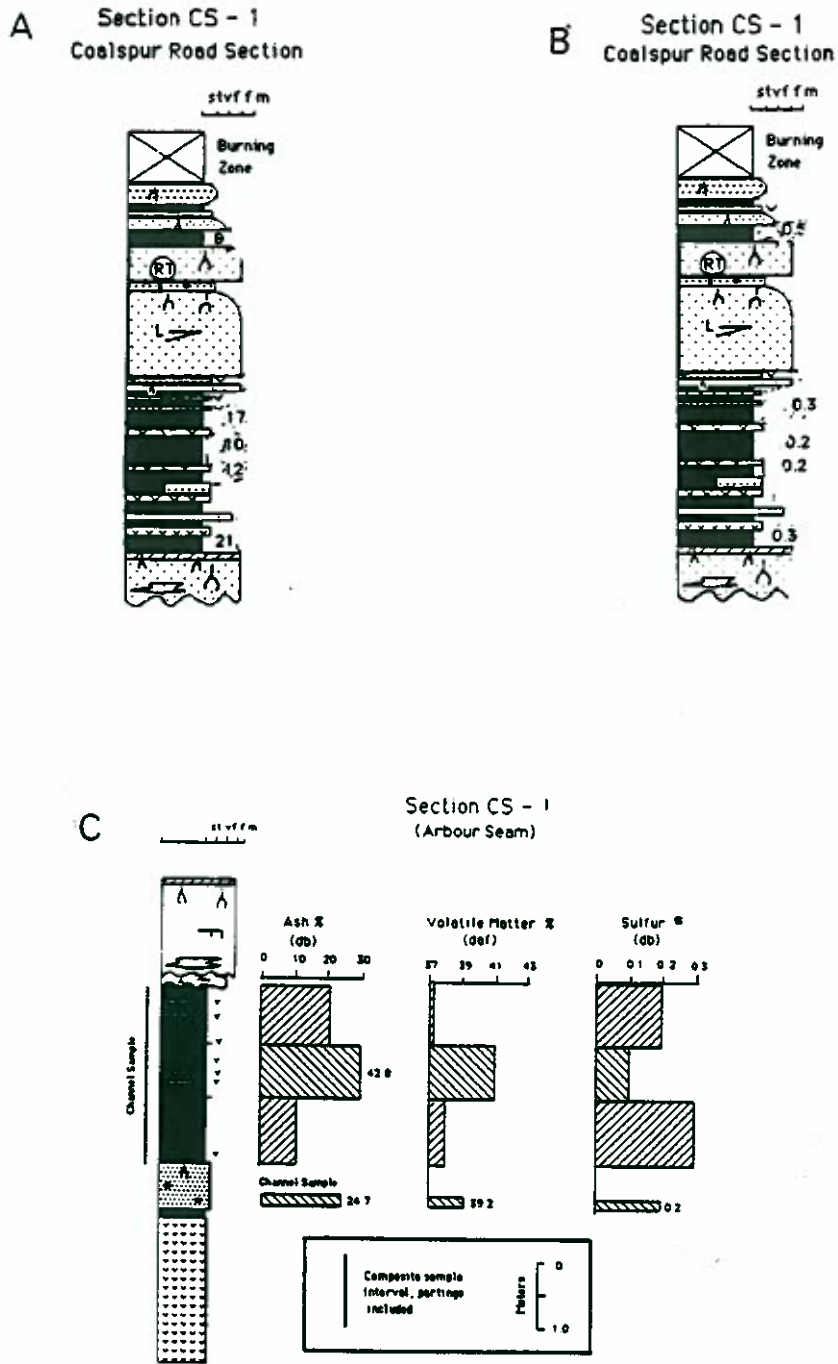 A
Section CS - 1
Coalspur Road Section
stvf f m
Burning
Zone
RT
L
17
10
12
21
B
Section CS - 1
Coalspur Road Section
stvf f m
Burning
Zone
0.5
RT
L
0.3
0.2
0.2
0.3
C
Section CS - 1
(Arbour Seam)
st vf f m
Ash %
(db)
0 10 20 30
Volatile Matter %
(daf)
37 39 41 43
Sulfur %
(db)
0 0.1 0.2 0.3
Channel Sample
42.8
Channel Sample
24.7
39.2
0.2
Composite sample
interval, partings
included
Meters
0
1.0